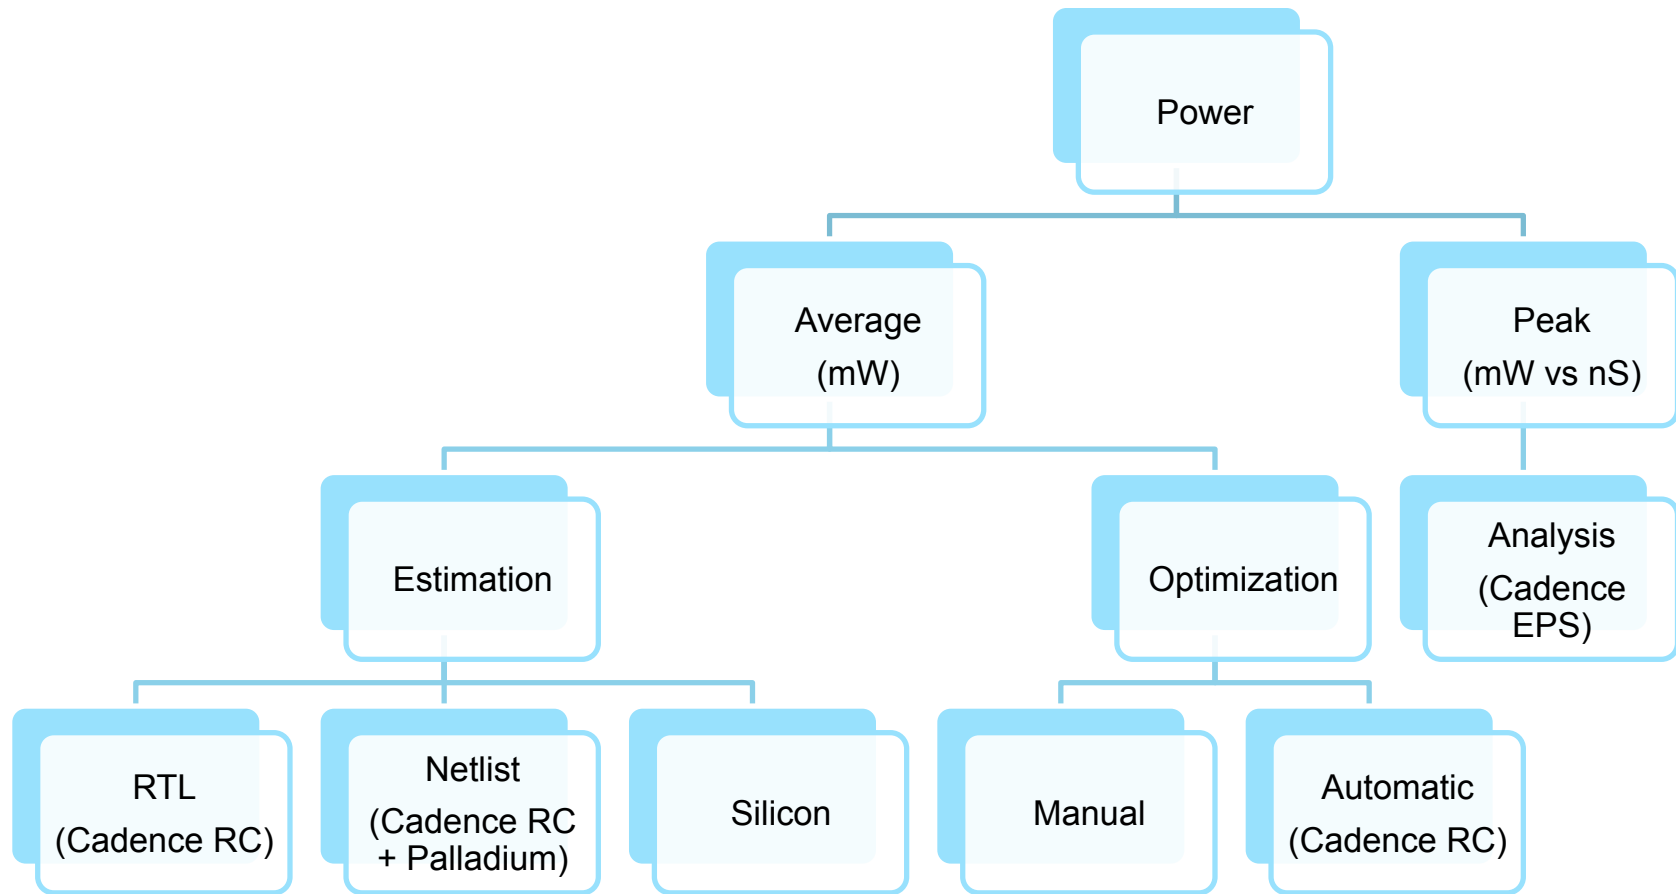 Power
Average
(mW)
Peak
(mW vs nS)
Estimation
Optimization
Analysis
(Cadence
EPS)
RTL
(Cadence RC)
Netlist
(Cadence RC
+ Palladium)
Silicon
Manual
Automatic
(Cadence RC)